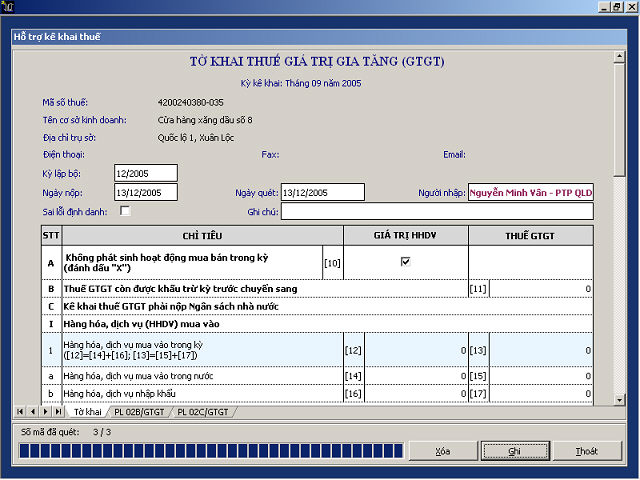 Hỗ trợ kê khai thuế
TỜ KHAI THUẾ GIÁ TRỊ GIA TĂNG (GTGT)
Kỳ kê khai: Tháng 09 năm 2005
Mã số thuế: 4200240380-035
Tên cơ sở kinh doanh: Cửa hàng xăng dầu số 8
Địa chỉ trụ sở: Quốc lộ 1, Xuân Lộc
Điện thoại: Fax: Email:
Kỳ lập bộ: 12/2005
Ngày nộp: 13/12/2005 Ngày quét: 13/12/2005 Người nhập: Nguyễn Minh Vân - PTP QLD
Sai lỗi định danh: Ghi chú:
STT CHỈ TIÊU GIÁ TRỊ HHDV THUẾ GTGT
A Không phát sinh hoạt động mua bán trong kỳ
(đánh dấu "X") [10]
B Thuế GTGT còn được khấu trừ kỳ trước chuyển sang [11] 0
C Kê khai thuế GTGT phải nộp Ngân sách nhà nước
I Hàng hóa, dịch vụ (HHDV) mua vào
1 Hàng hóa, dịch vụ mua vào trong kỳ
([12]=[14]+[16]; [13]=[15]+[17]) [12] 0 [13] 0
a Hàng hóa, dịch vụ mua vào trong nước [14] 0 [15] 0
b Hàng hóa, dịch vụ nhập khẩu [16] 0 [17] 0
Tờ khai PL 02B/GTGT PL 02C/GTGT
Số mã đã quét: 3 / 3
Xóa Ghi Thoát